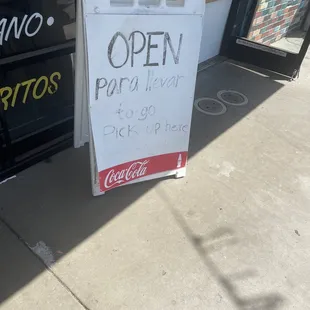 ANO.
RITOS
OPEN
para llevar
to go
Pick up here
Coca-Cola